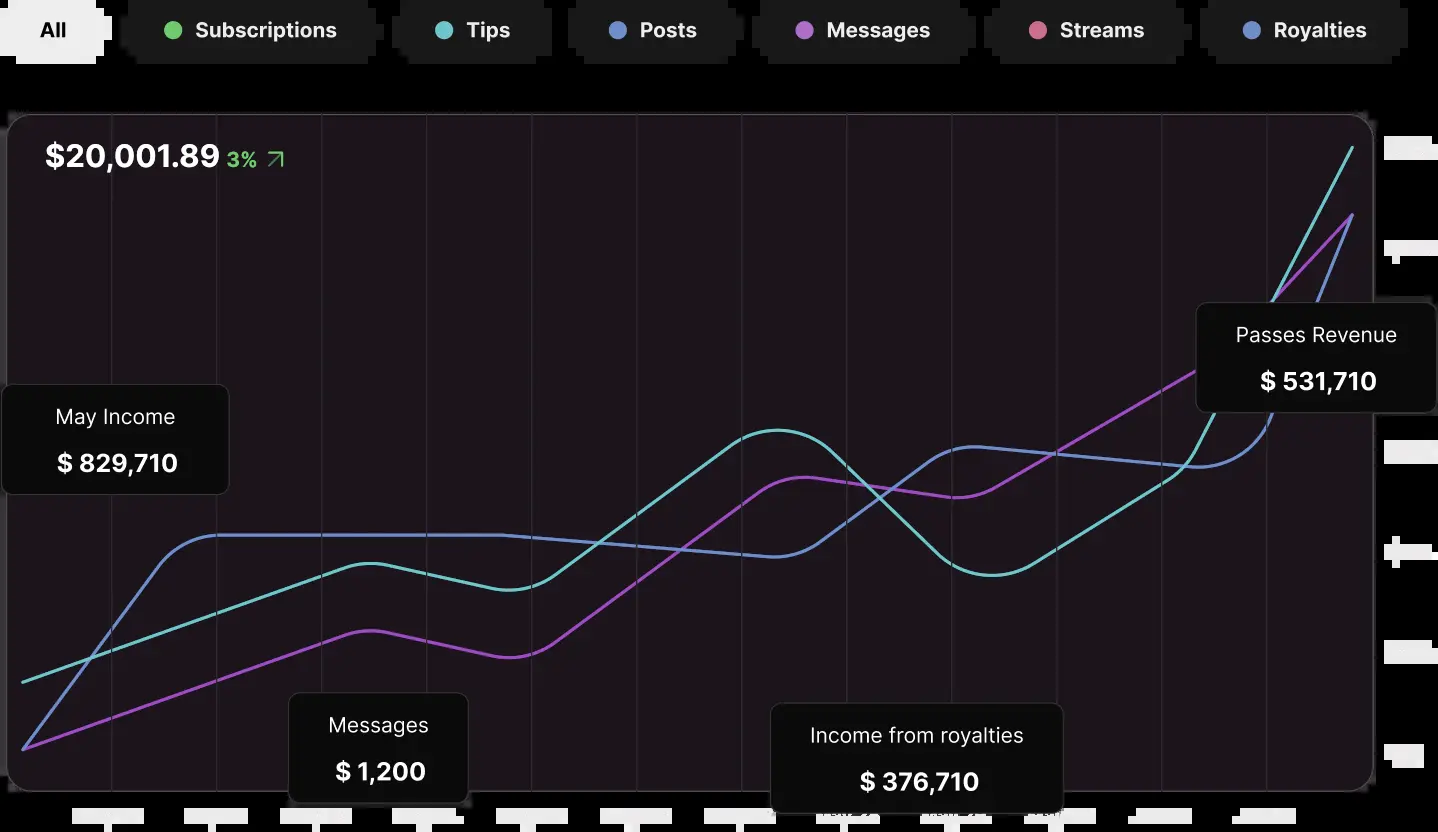 All
Subscriptions
Tips
Posts
Messages
Streams
Royalties
$20,001.89 3%
Passes Revenue
$ 531,710
May Income
$ 829,710
Messages
$ 1,200
Income from royalties
$ 376,710